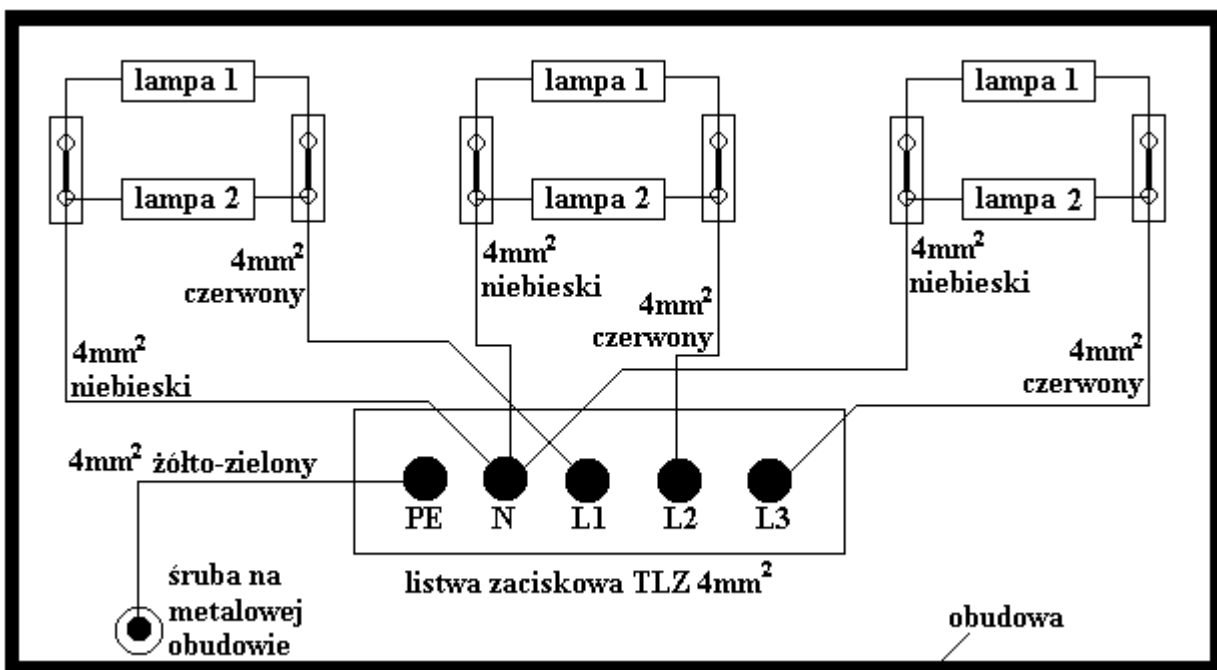 lampa 1
lampa 1
lampa 1
lampa 2
lampa 2
lampa 2
4mm²
czerwony
4mm²
niebieski
4mm²
niebieski
4mm²
czerwony
4mm²
niebieski
4mm²
czerwony
4mm² żółto-zielony
PE N L1 L2 L3
listwa zaciskowa TLZ 4mm²
śruba na
metalowej
obudowie
obudowa